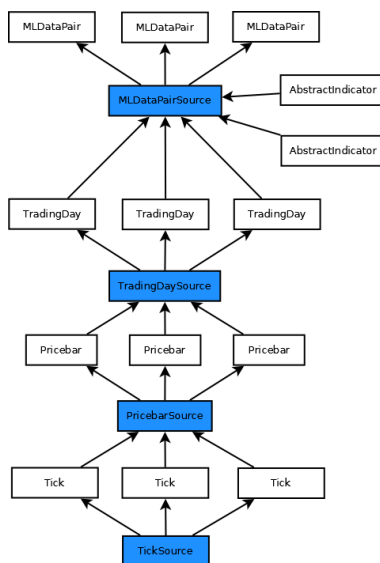 MLDataPair
MLDataPair
MLDataPair
MLDataPairSource
AbstractIndicator
AbstractIndicator
TradingDay
TradingDay
TradingDay
TradingDaySource
Pricebar
Pricebar
Pricebar
PricebarSource
Tick
Tick
Tick
TickSource